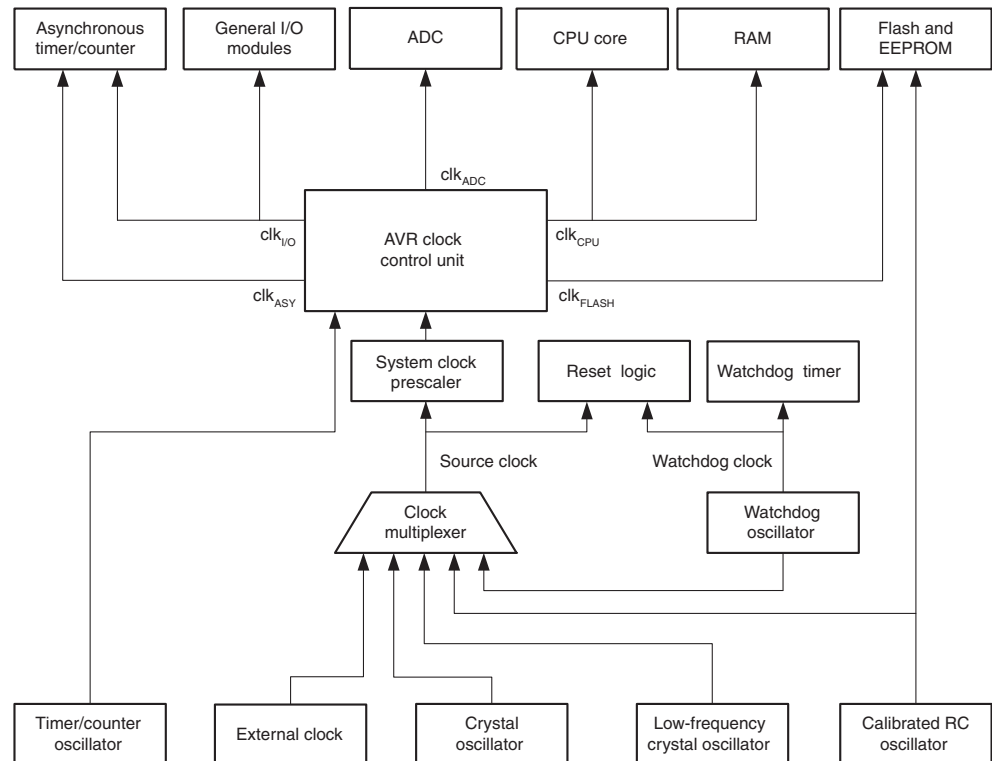 Asynchronous
timer/counter
General I/O
modules
ADC
CPU core
RAM
Flash and
EEPROM
clkADC
clkI/O
AVR clock
control unit
clkCPU
clkASY
clkFLASH
System clock
prescaler
Reset logic
Watchdog timer
Source clock
Watchdog clock
Clock
multiplexer
Watchdog
oscillator
Timer/counter
oscillator
External clock
Crystal
oscillator
Low-frequency
crystal oscillator
Calibrated RC
oscillator